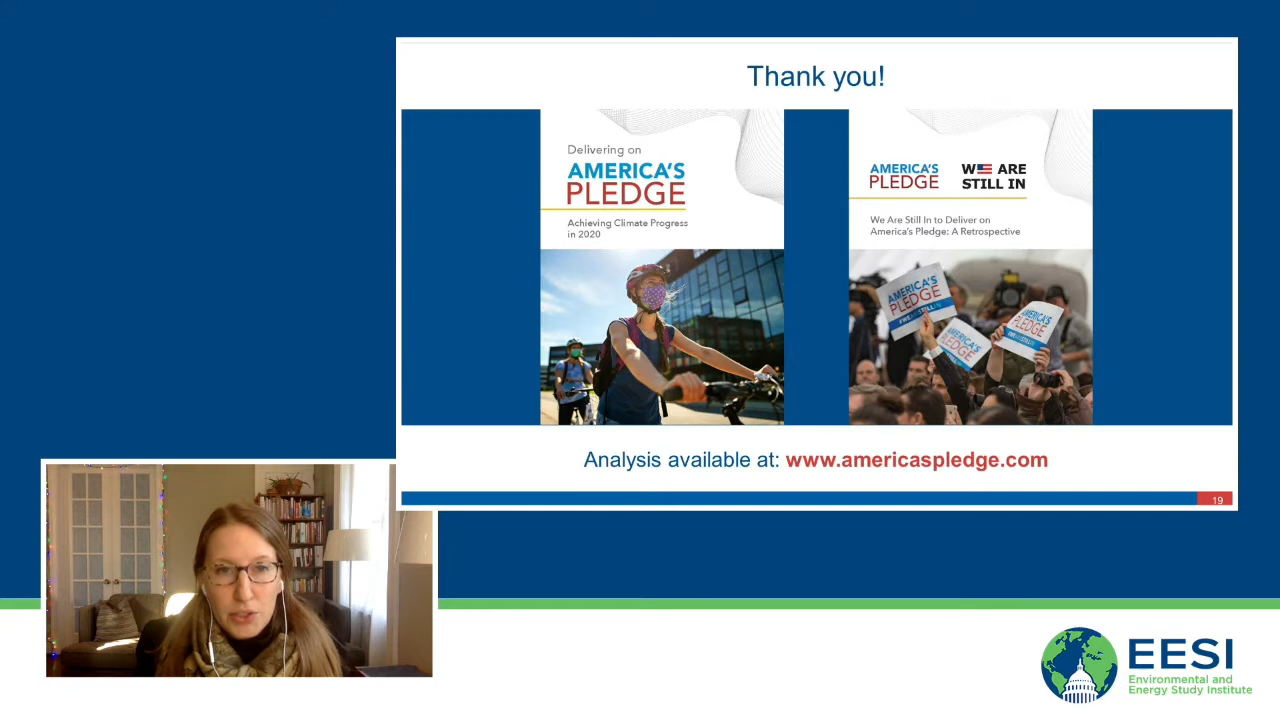 Thank you!
Delivering on
AMERICA'S
PLEDGE
Achieving Climate Progress
in 2020
AMERICA'S
PLEDGE
WE ARE
STILL IN
We Are Still In to Deliver on
America's Pledge: A Retrospective
AMERICA'S
PLEDGE
#WEARESTILLIN
AMERICA'S
PLEDGE
AMERICA'S
PLEDGE
Analysis available at: www.americaspledge.com
19
EESI
Environmental and
Energy Study Institute